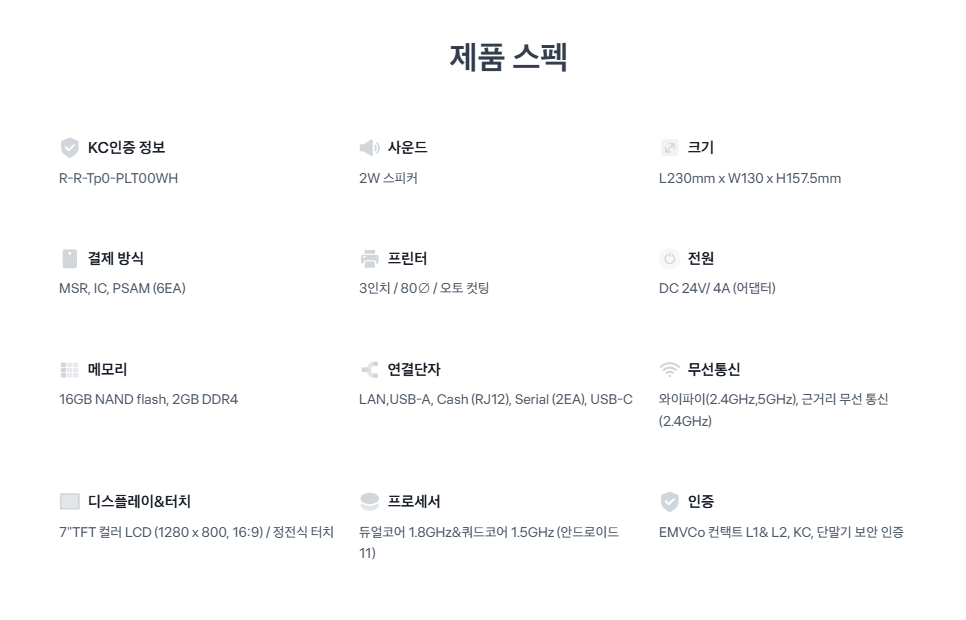 제품 스펙
KC인증 정보
R-R-Tp0-PLT00WH
사운드
2W 스피커
크기
L230mm x W130 x H157.5mm
결제 방식
MSR, IC, PSAM (6EA)
프린터
3인치 / 80∅ / 오토 컷팅
전원
DC 24V/ 4A (어댑터)
메모리
16GB NAND flash, 2GB DDR4
연결단자
LAN,USB-A, Cash (RJ12), Serial (2EA), USB-C
무선통신
와이파이(2.4GHz,5GHz), 근거리 무선 통신
(2.4GHz)
디스플레이&터치
7"TFT 컬러 LCD (1280 x 800, 16:9) / 정전식 터치
프로세서
듀얼코어 1.8GHz&쿼드코어 1.5GHz (안드로이드
11)
인증
EMVCo 컨택트 L1& L2, KC, 단말기 보안 인증